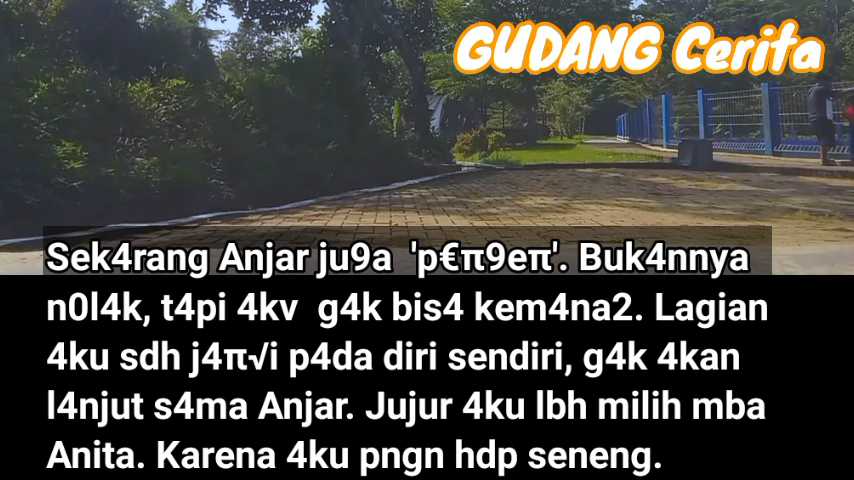 GUDANG Cerita
Sek4rang Anjar ju9a 'p€π9eπ'. Buk4nnya
n0l4k, t4pi 4kv g4k bis4 kem4na2. Lagian
4ku sdh j4π√i p4da diri sendiri, g4k 4kan
l4njut s4ma Anjar. Jujur 4ku lbh milih mba
Anita. Karena 4ku pngn hdp seneng.